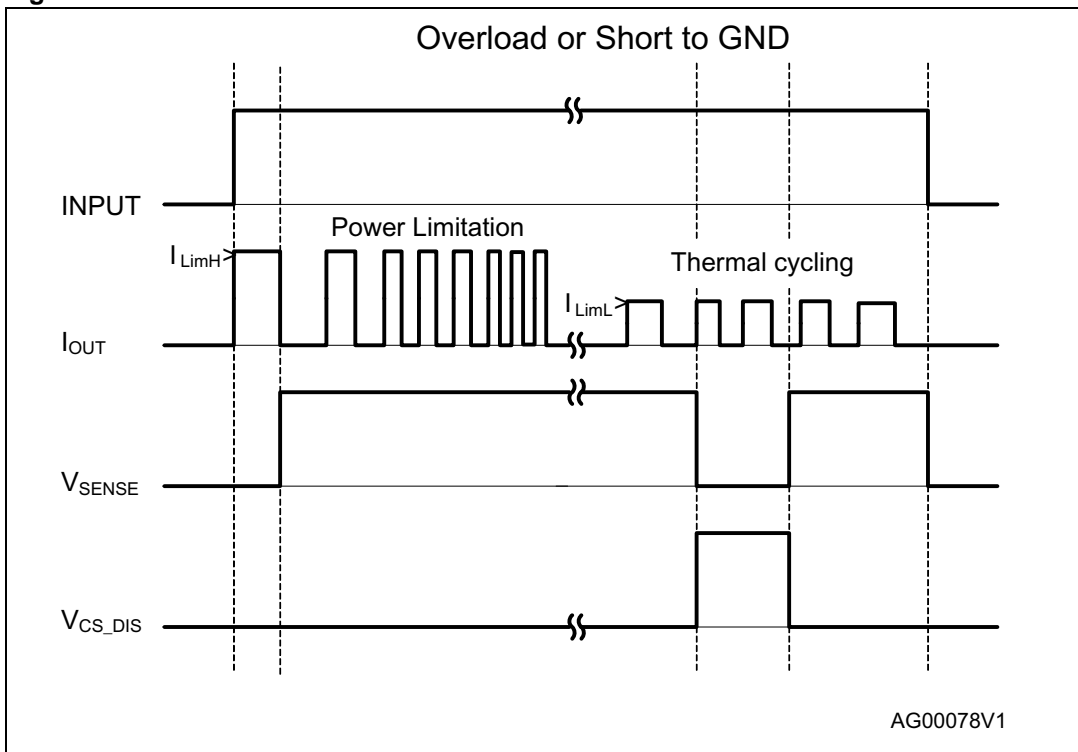 Overload or Short to GND
INPUT
Power Limitation
I LimH
Thermal cycling
I LimL
IOUT
VSENSE
VCS_DIS
AG00078V1